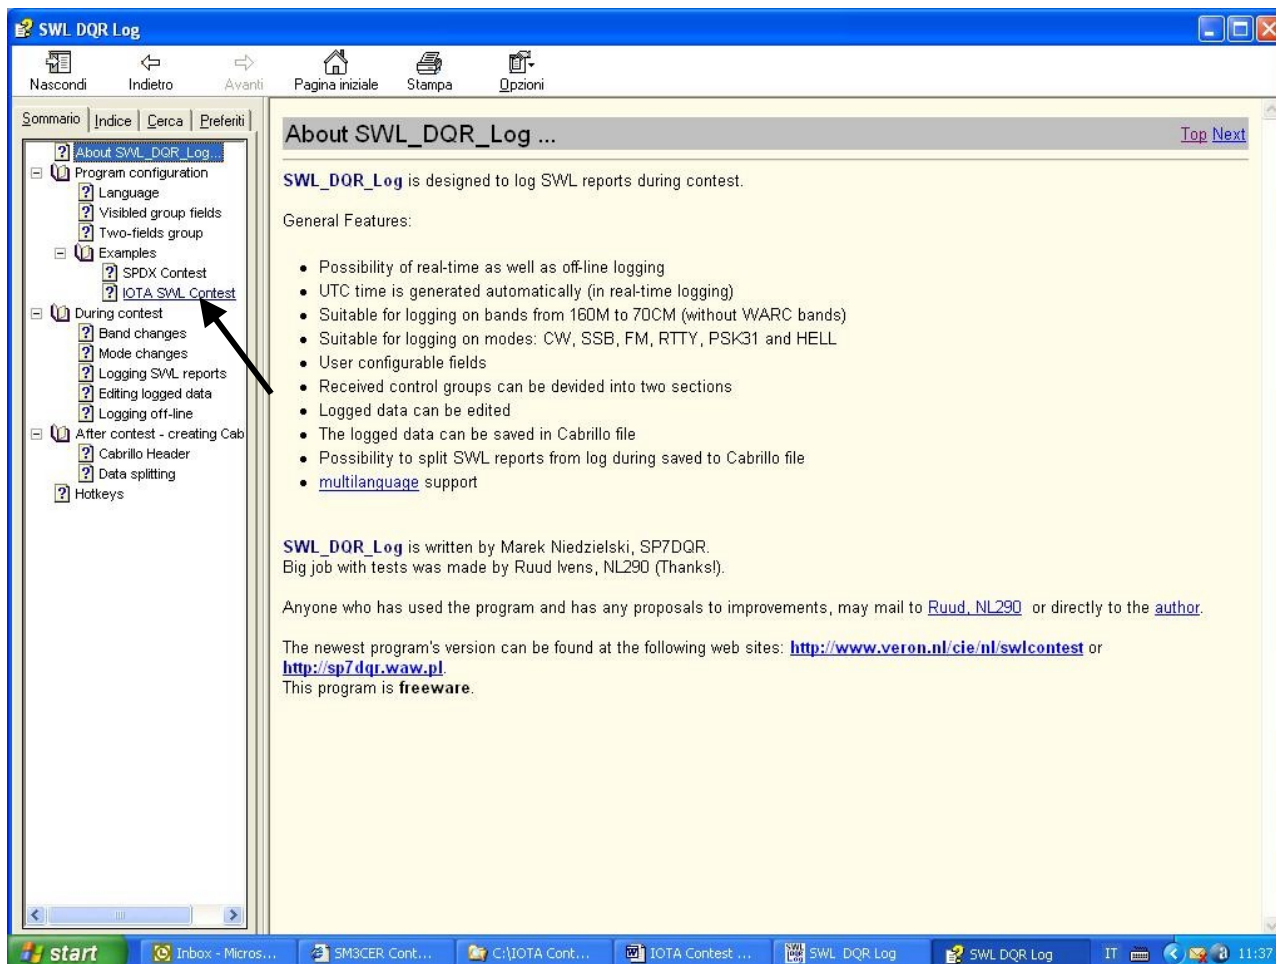 SWL DQR Log
Nascondi Indietro Avanti Pagina iniziale Stampa Opzioni
Sommario Indice Cerca Preferiti
About SWL_DQR_Log...
Program configuration
Language
Visibled group fields
Two-fields group
Examples
SPDX Contest
IOTA SWL Contest
During contest
Band changes
Mode changes
Logging SWL reports
Editing logged data
Logging off-line
After contest - creating Cab
Cabrillo Header
Data splitting
Hotkeys
About SWL_DQR_Log ... Top Next
SWL_DQR_Log is designed to log SWL reports during contest.
General Features:
• Possibility of real-time as well as off-line logging
• UTC time is generated automatically (in real-time logging)
• Suitable for logging on bands from 160M to 70CM (without WARC bands)
• Suitable for logging on modes: CW, SSB, FM, RTTY, PSK31 and HELL
• User configurable fields
• Received control groups can be devided into two sections
• Logged data can be edited
• The logged data can be saved in Cabrillo file
• Possibility to split SWL reports from log during saved to Cabrillo file
• multilanguage support
SWL_DQR_Log is written by Marek Niedzielski, SP7DQR.
Big job with tests was made by Ruud Ivens, NL290 (Thanks!).
Anyone who has used the program and has any proposals to improvements, may mail to Ruud, NL290 or directly to the author.
The newest program's version can be found at the following web sites: http://www.veron.nl/cie/nl/swlcontest or
http://sp7dqr.waw.pl.
This program is freeware.
start Inbox - Micros... SM3CER Cont... C:\IOTA Cont... IOTA Contest ... SWL DQR Log SWL DQR Log IT 11:37